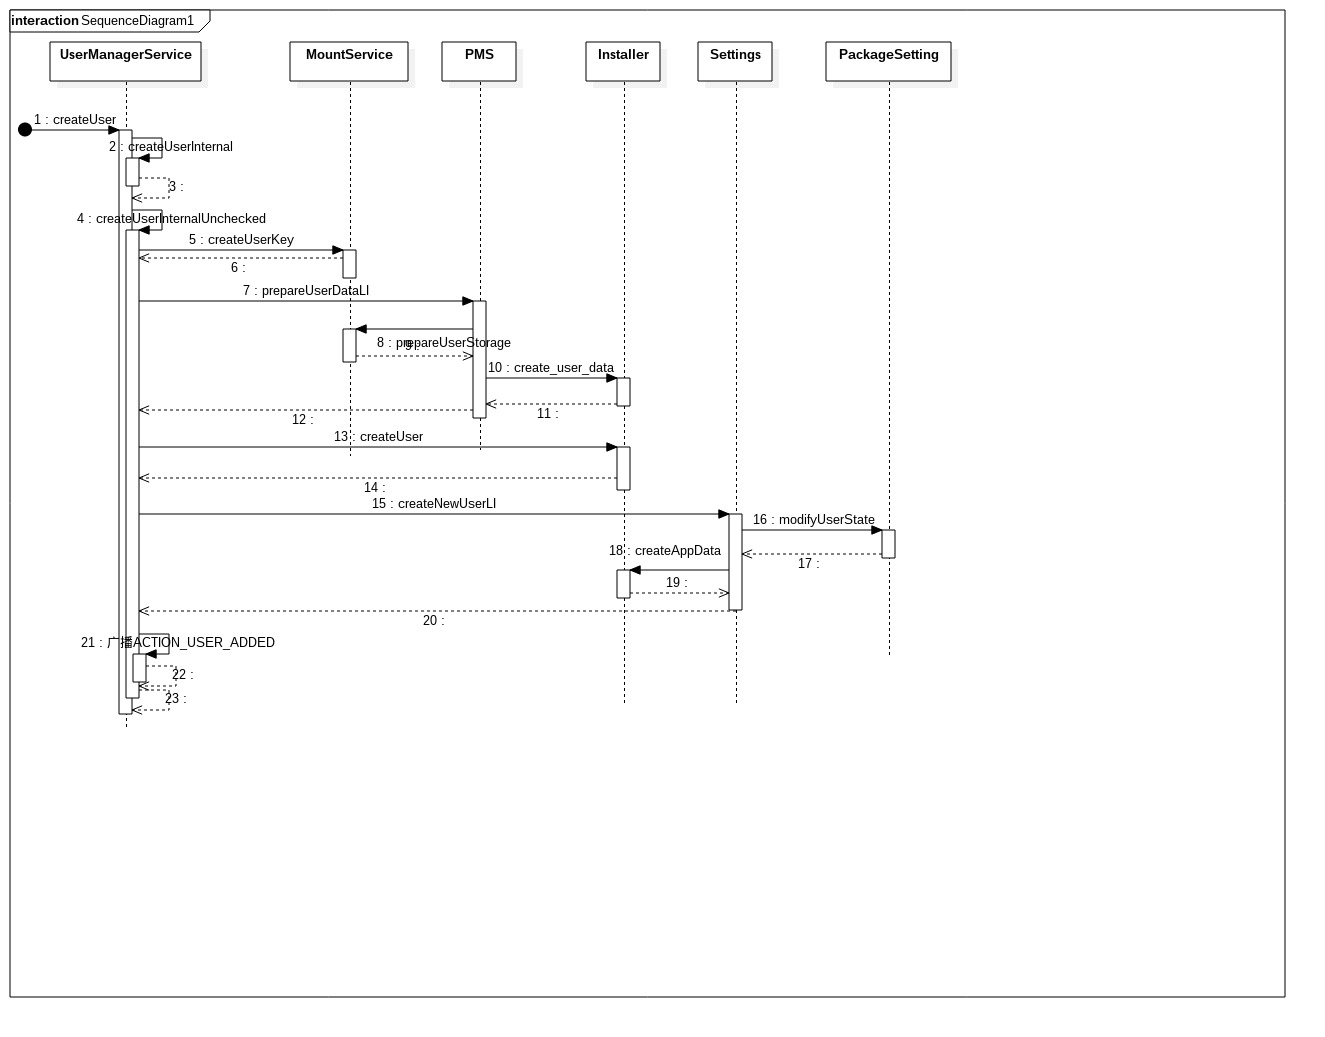 interaction SequenceDiagram1
UserManagerService
MountService
PMS
Installer
Settings
PackageSetting
1 : createUser
2 : createUserInternal
3 :
4 : createUserInternalUnchecked
5 : createUserKey
6 :
7 : prepareUserDataLI
8 : prepareUserStorage
9 :
10 : create_user_data
11 :
12 :
13 : createUser
14 :
15 : createNewUserLI
16 : modifyUserState
17 :
18 : createAppData
19 :
20 :
21 : 广播ACTION_USER_ADDED
22 :
23 :